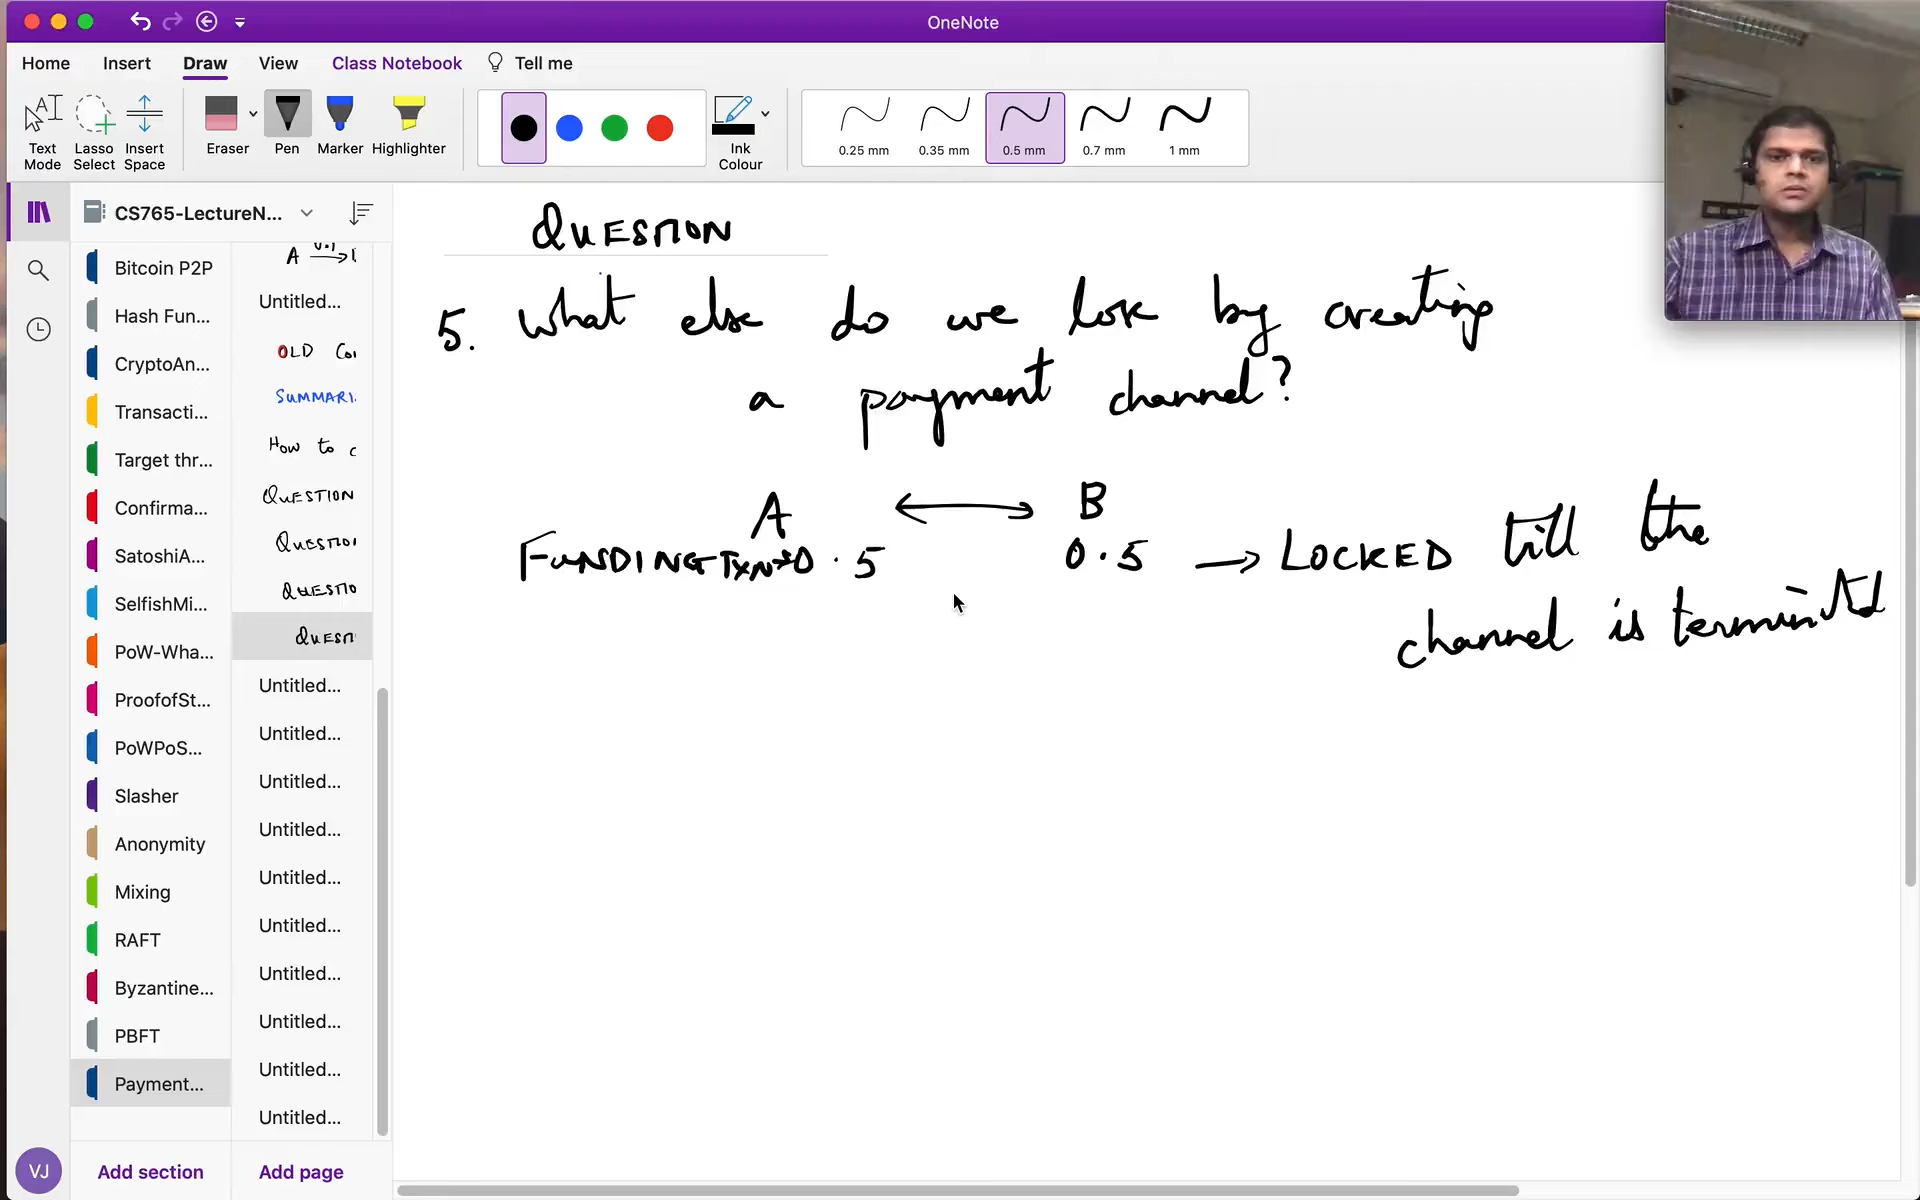 OneNote
Home Insert Draw View Class Notebook Tell me
Text Mode
Lasso Select
Insert Space
Eraser
Pen
Marker
Highlighter
Ink Colour
0.25 mm
0.35 mm
0.5 mm
0.7 mm
1 mm
CS765-LectureN...
Bitcoin P2P
Hash Fun...
CryptoAn...
Transacti...
Target thr...
Confirma...
SatoshiA...
SelfishMi...
PoW-Wha...
ProofofSt...
PoWPoS...
Slasher
Anonymity
Mixing
RAFT
Byzantine...
PBFT
Payment...
Add section
A
Untitled...
OLD Co
SUMMARI
How to c
QUESTION
QUESTIO
QUESTIO
QUEST
Untitled...
Untitled...
Untitled...
Untitled...
Untitled...
Untitled...
Untitled...
Untitled...
Untitled...
Untitled...
Add page
VJ
QUESTION
5. What else do we lose by creating
a payment channel?
A ↔ B
FUNDING TXN → 0.5 0.5 → LOCKED till the
channel is terminated